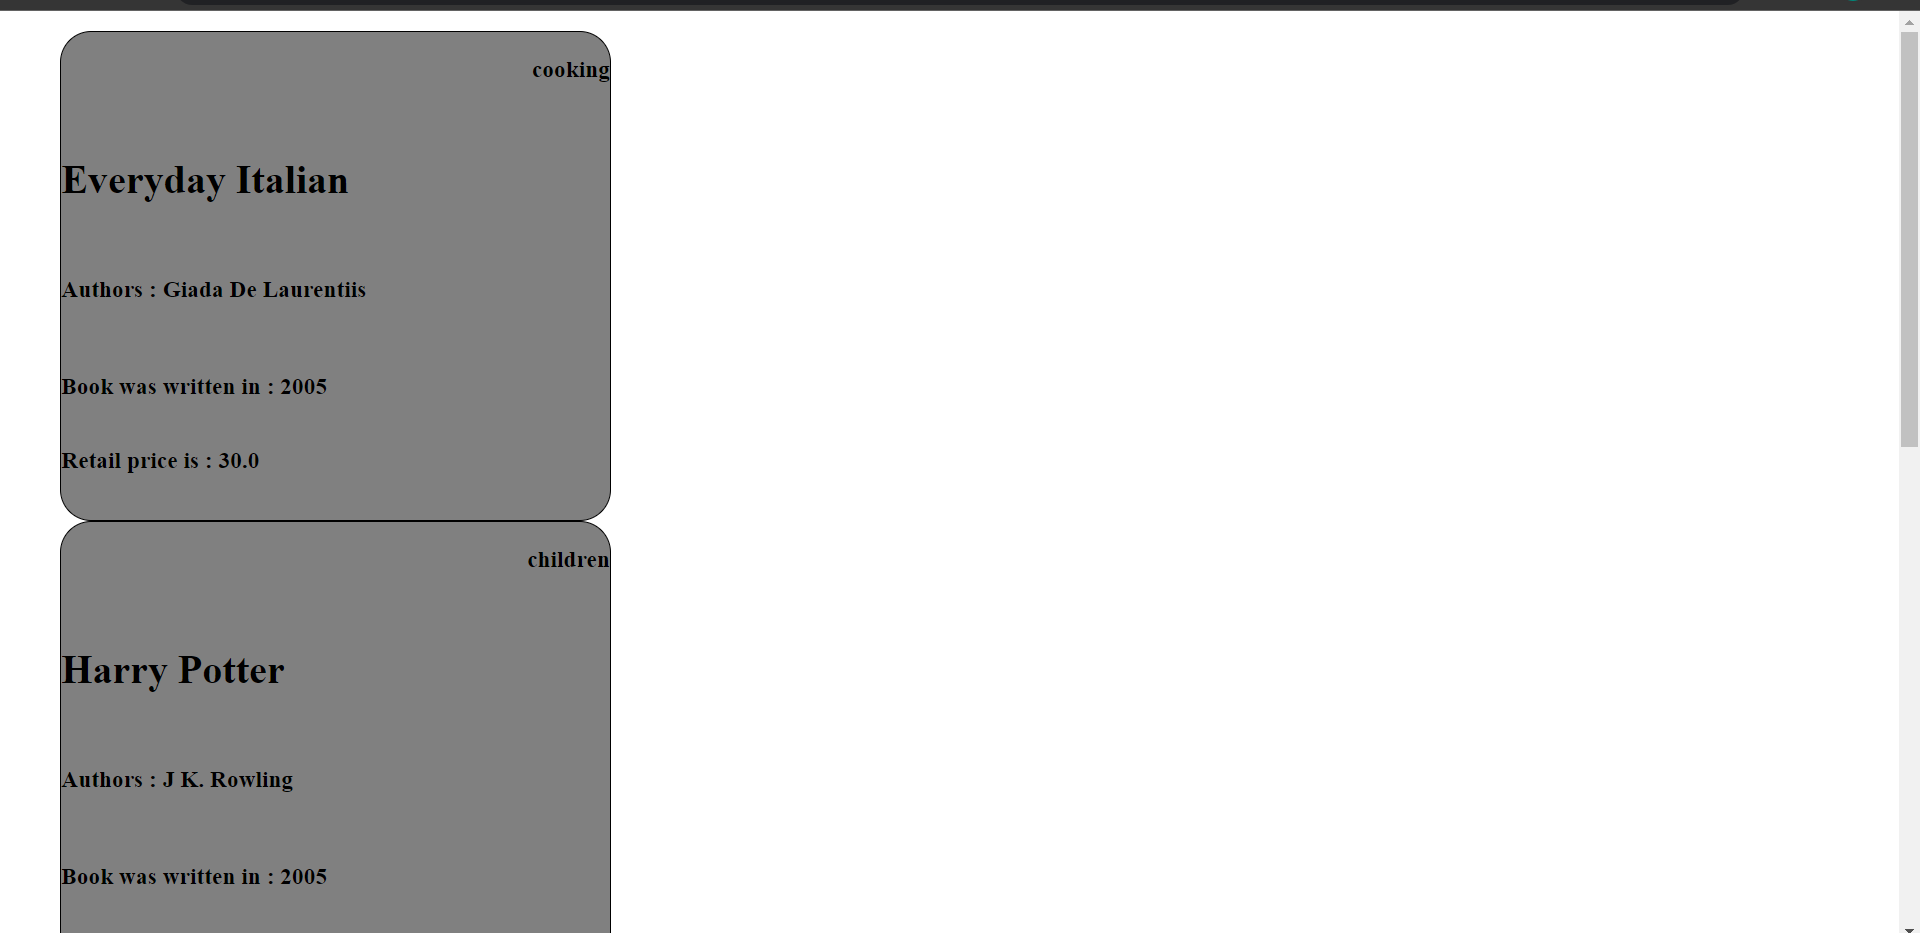 cooking
Everyday Italian
Authors : Giada De Laurentiis
Book was written in : 2005
Retail price is : 30.0
children
Harry Potter
Authors : J K. Rowling
Book was written in : 2005